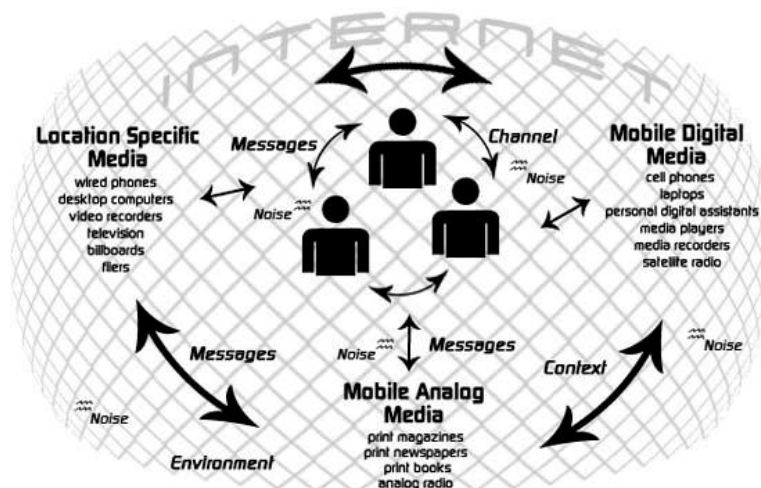 INTERNET
Location Specific
Media
wired phones
desktop computers
video recorders
television
billboards
fliers
Messages
Channel
Noise
Noise
Mobile Digital
Media
cell phones
laptops
personal digital assistants
media players
media recorders
satellite radio
Messages
Noise
Messages
Context
Noise
Noise
Environment
Mobile Analog
Media
print magazines
print newspapers
print books
analog radio